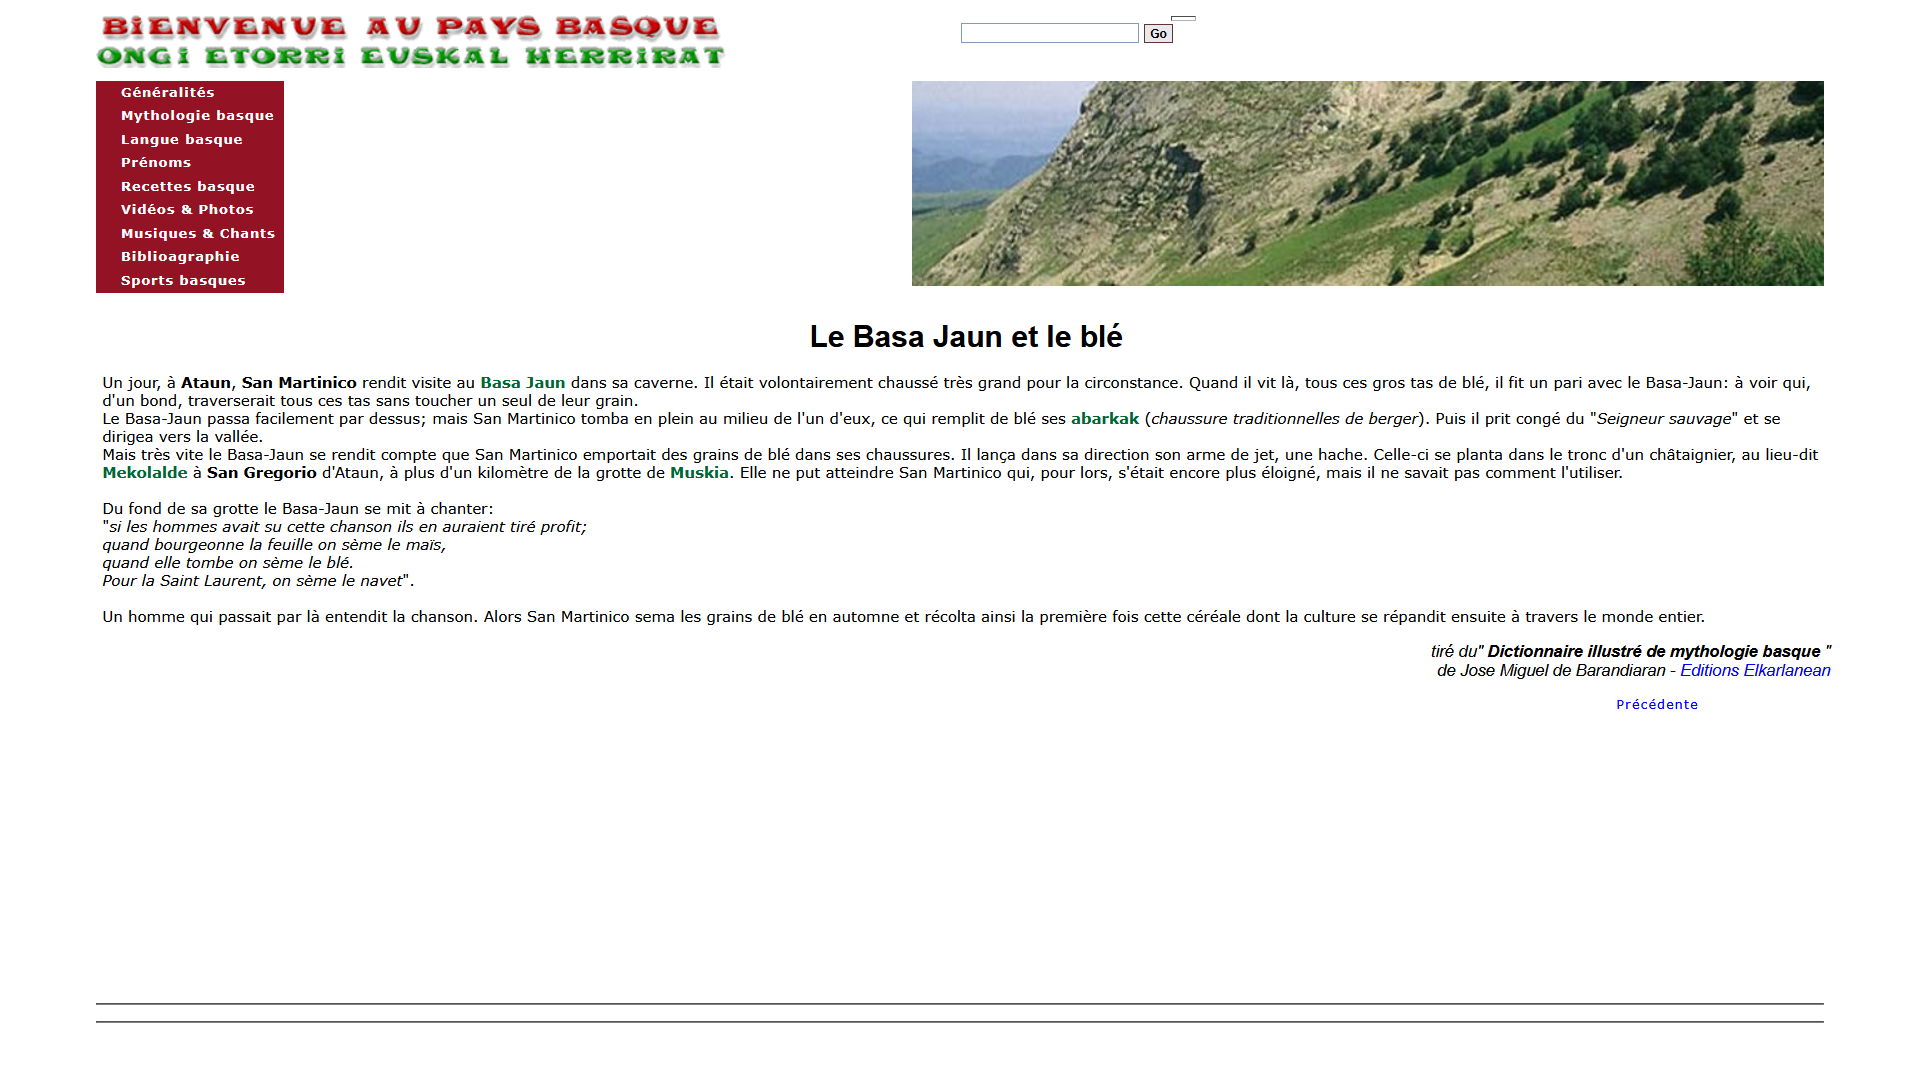 BiENVENUE AU PAYS BASQUE
ONGi ETORRi EUSKAL HERRIRAT
Go
Généralités
Mythologie basque
Langue basque
Prénoms
Recettes basque
Vidéos & Photos
Musiques & Chants
Biblioagraphie
Sports basques
Le Basa Jaun et le blé
Un jour, à Ataun, San Martinico rendit visite au Basa Jaun dans sa caverne. Il était volontairement chaussé très grand pour la circonstance. Quand il vit là, tous ces gros tas de blé, il fit un pari avec le Basa-Jaun: à voir qui,
d'un bond, traverserait tous ces tas sans toucher un seul de leur grain.
Le Basa-Jaun passa facilement par dessus; mais San Martinico tomba en plein au milieu de l'un d'eux, ce qui remplit de blé ses abarkak (chaussure traditionnelles de berger). Puis il prit congé du "Seigneur sauvage" et se
dirigea vers la vallée.
Mais très vite le Basa-Jaun se rendit compte que San Martinico emportait des grains de blé dans ses chaussures. Il lança dans sa direction son arme de jet, une hache. Celle-ci se planta dans le tronc d'un châtaignier, au lieu-dit
Mekolalde à San Gregorio d'Ataun, à plus d'un kilomètre de la grotte de Muskia. Elle ne put atteindre San Martinico qui, pour lors, s'était encore plus éloigné, mais il ne savait pas comment l'utiliser.
Du fond de sa grotte le Basa-Jaun se mit à chanter:
"si les hommes avait su cette chanson ils en auraient tiré profit;
quand bourgeonne la feuille on sème le maïs,
quand elle tombe on sème le blé.
Pour la Saint Laurent, on sème le navet".
Un homme qui passait par là entendit la chanson. Alors San Martinico sema les grains de blé en automne et récolta ainsi la première fois cette céréale dont la culture se répandit ensuite à travers le monde entier.
tiré du" Dictionnaire illustré de mythologie basque "
de Jose Miguel de Barandiaran - Editions Elkarlanean
Précédente